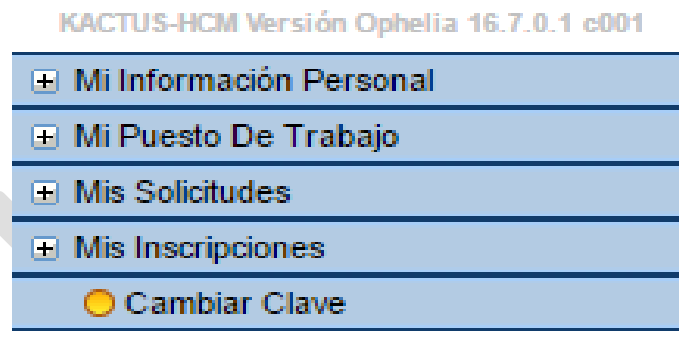 KACTUS-HCM Versión Ophelia 16.7.0.1 c001
Mi Información Personal
Mi Puesto De Trabajo
Mis Solicitudes
Mis Inscripciones
Cambiar Clave